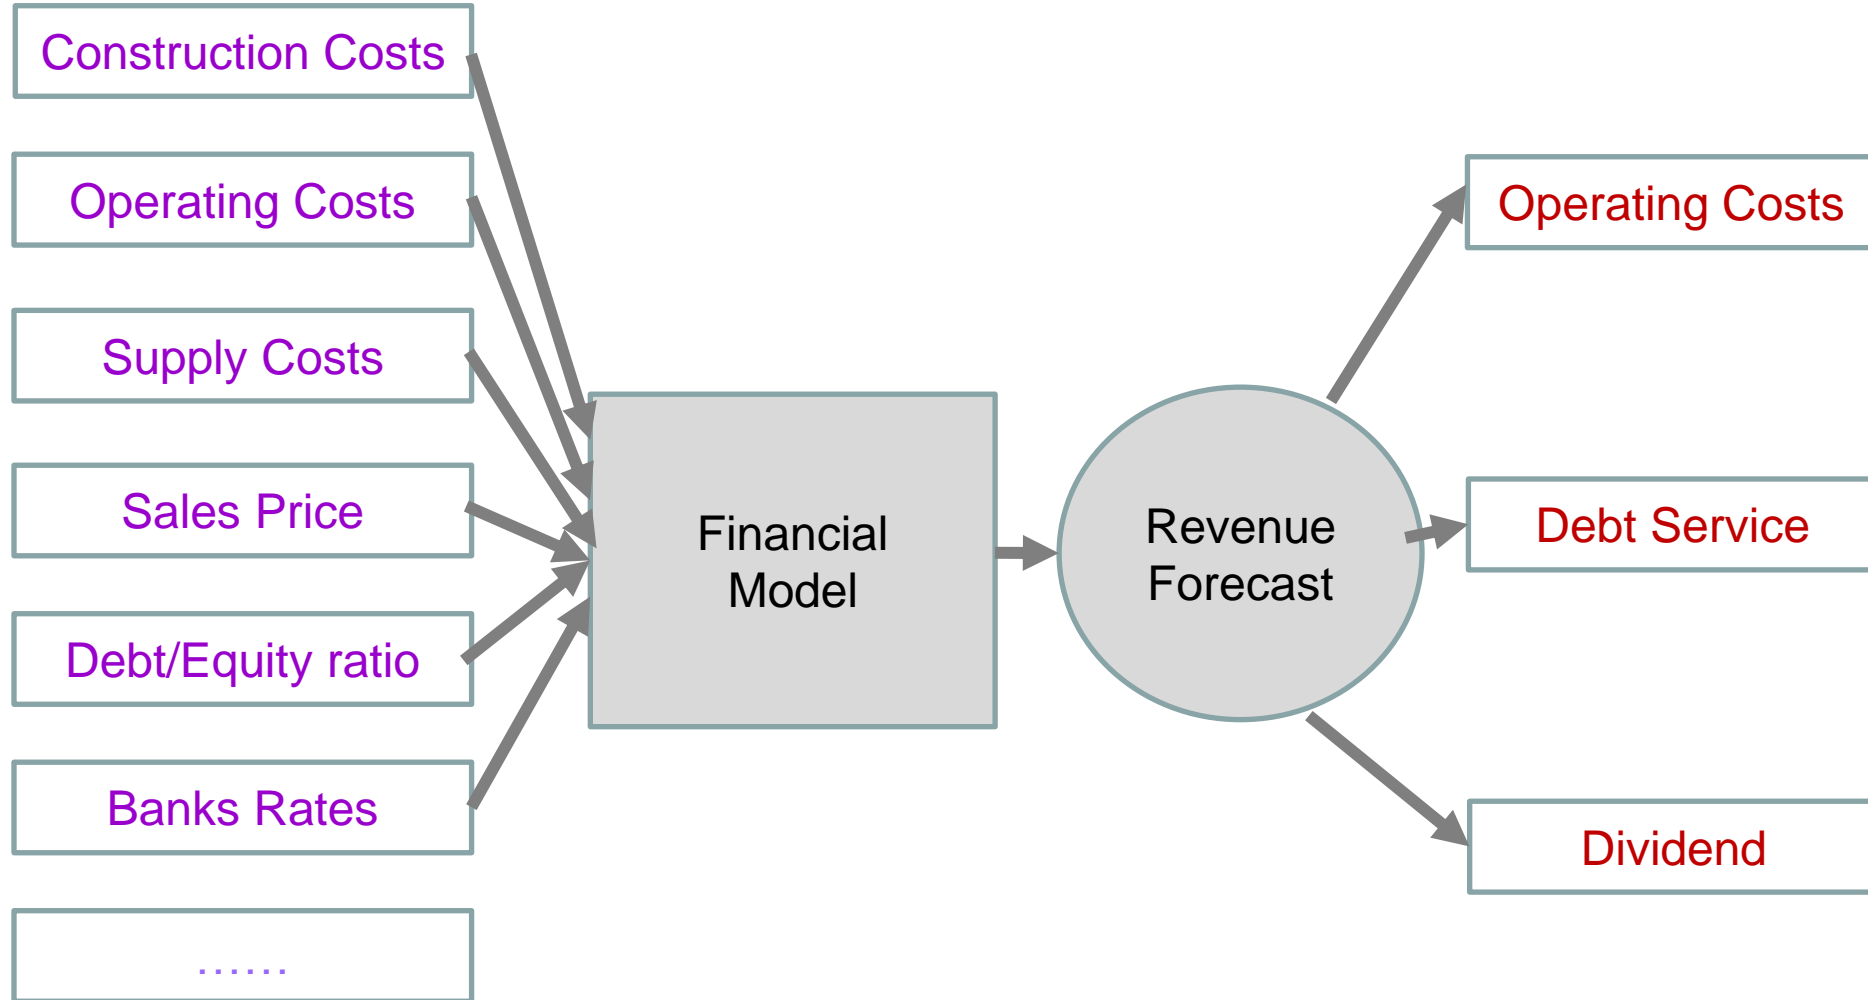 Construction Costs
Operating Costs
Supply Costs
Sales Price
Debt/Equity ratio
Banks Rates
......
Financial
Model
Revenue
Forecast
Operating Costs
Debt Service
Dividend